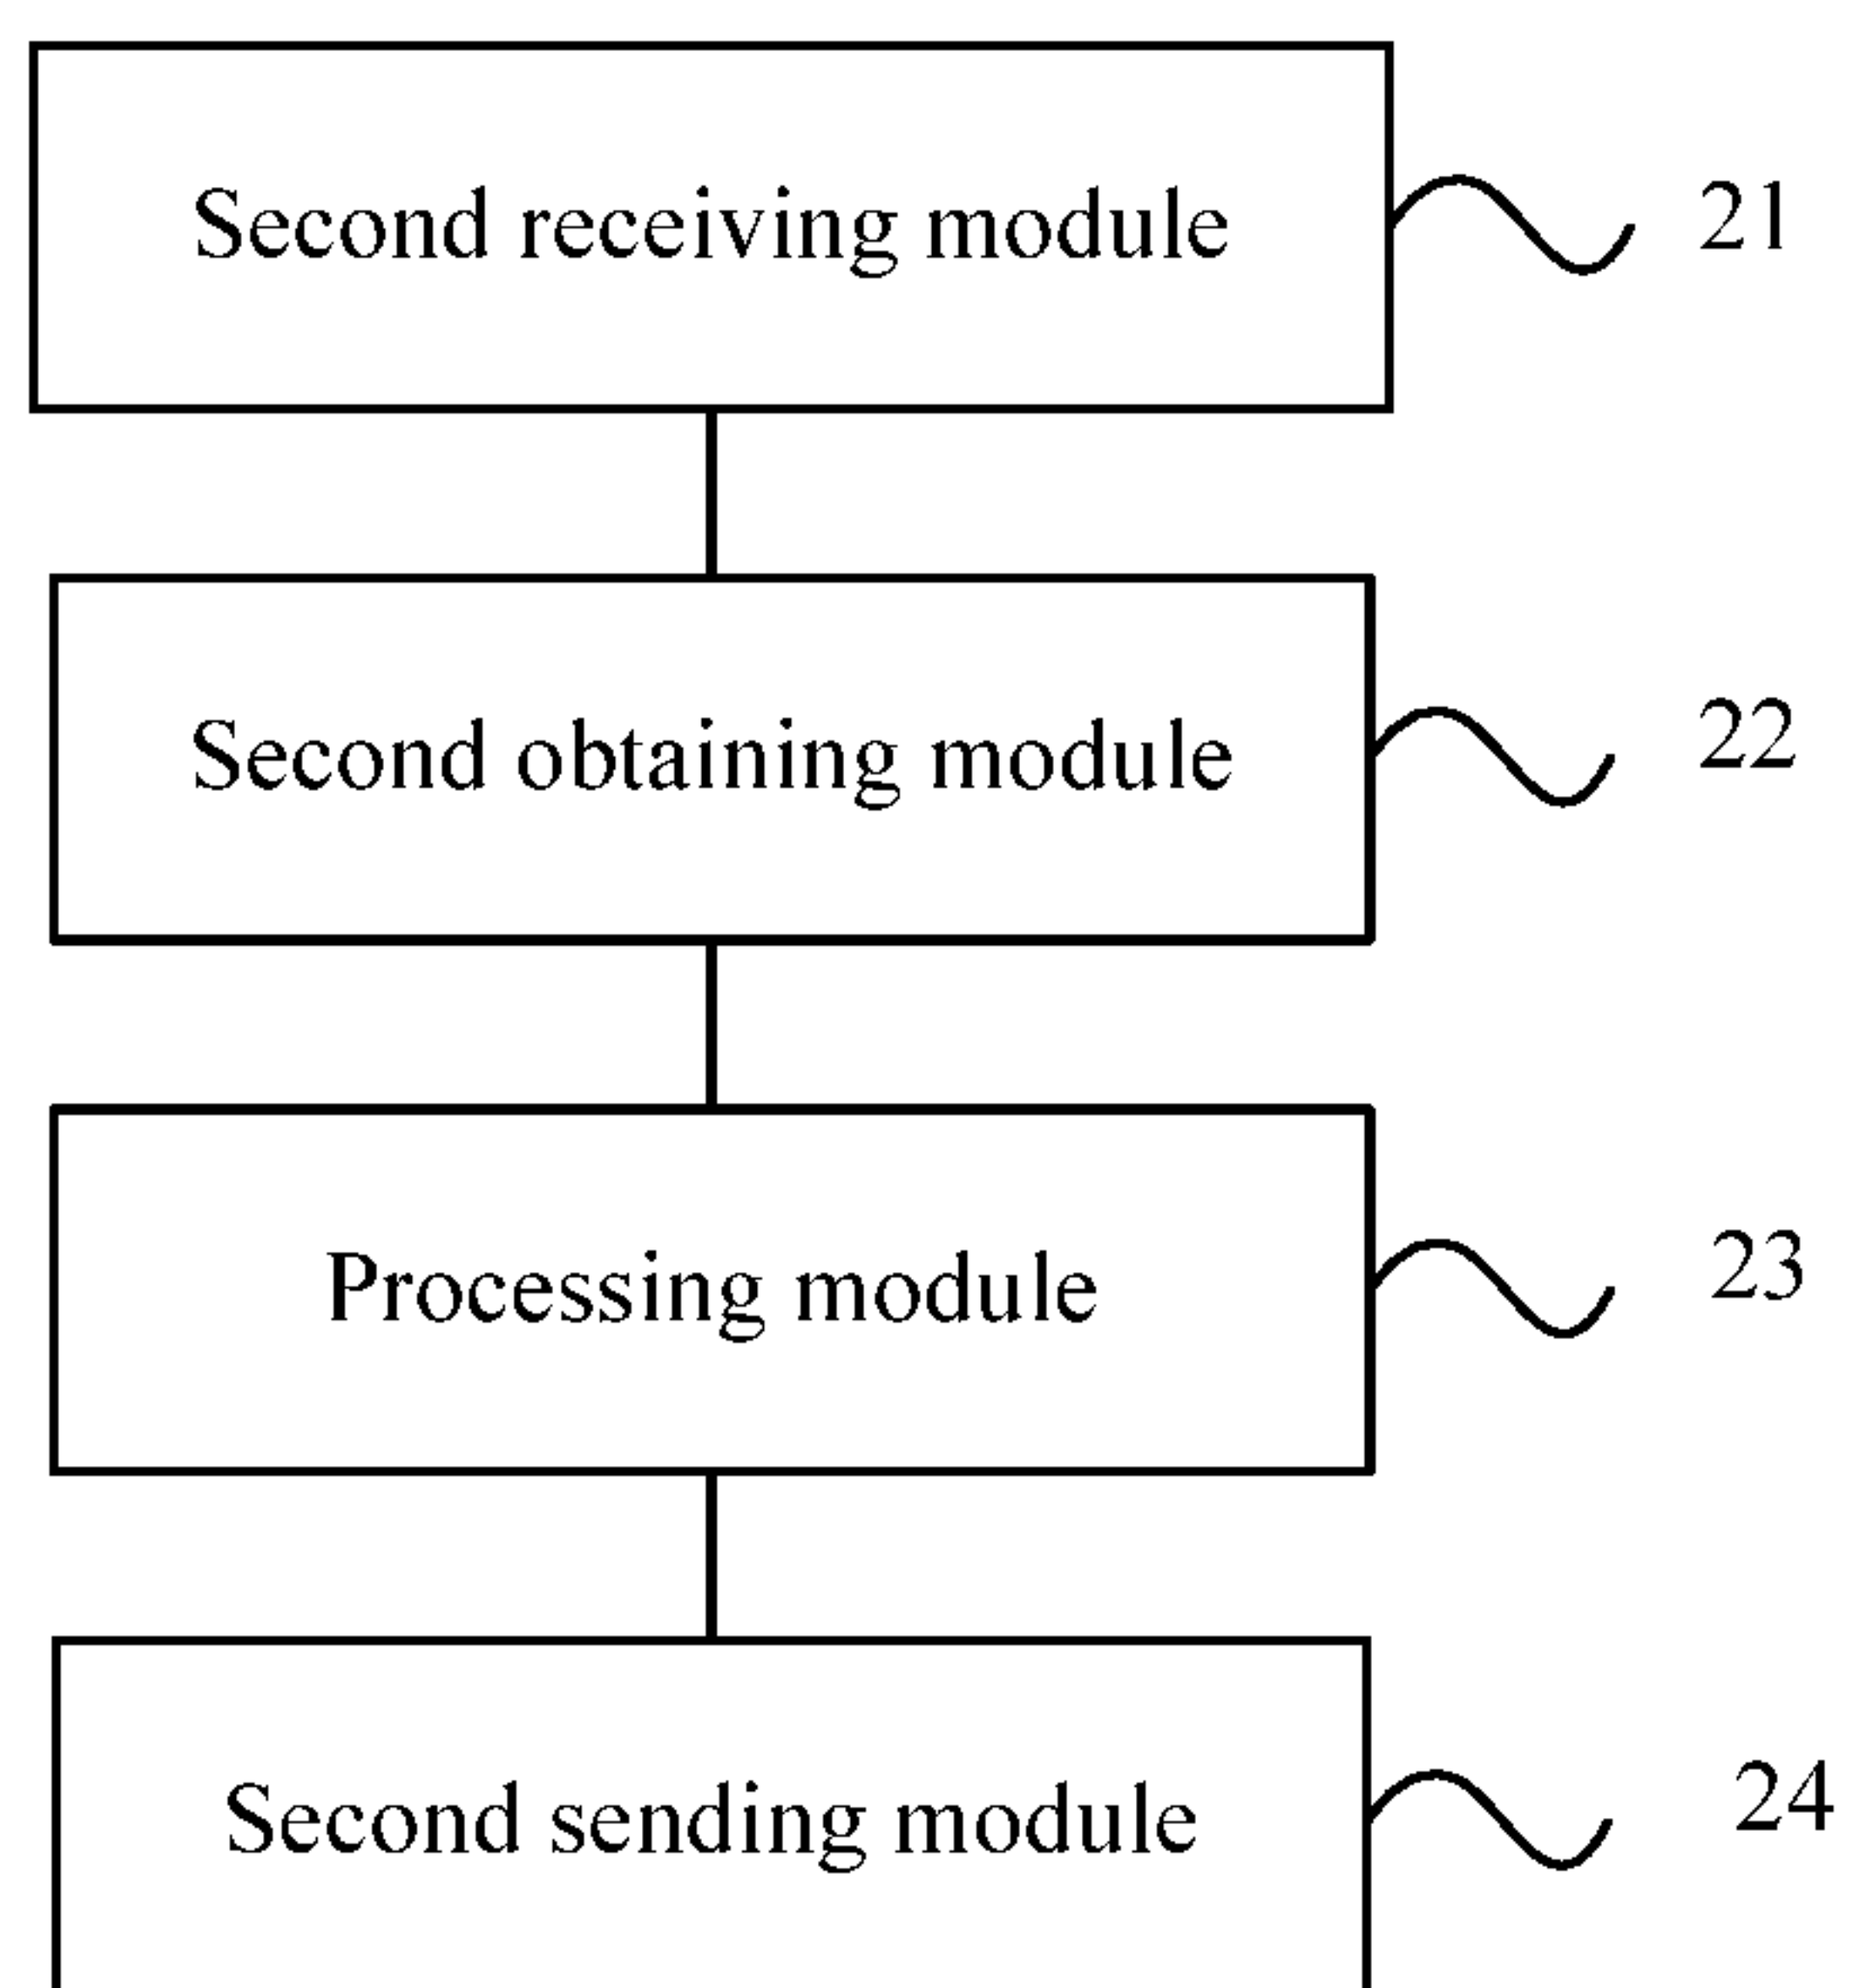 Second receiving module 21
Second obtaining module 22
Processing module 23
Second sending module 24